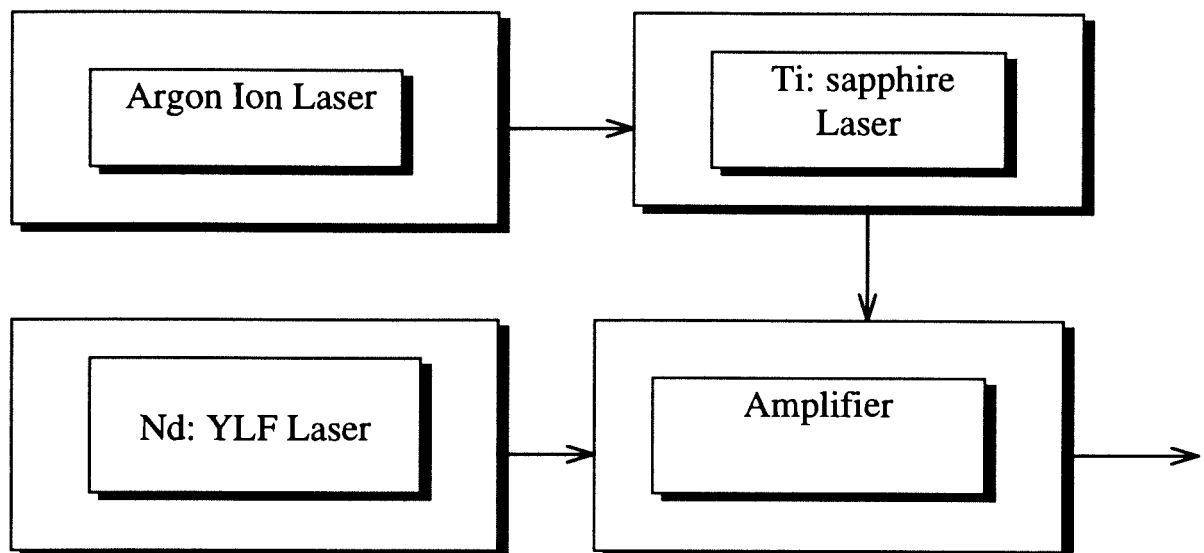 Argon Ion Laser
Ti: sapphire
Laser
Nd: YLF Laser
Amplifier